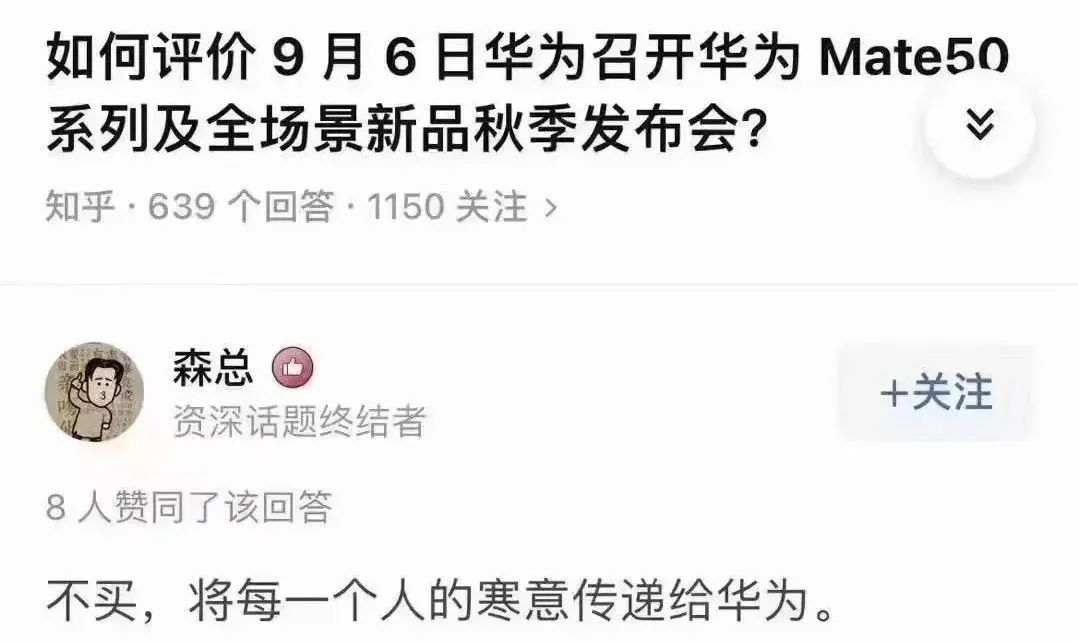 如何评价 9 月 6 日华为召开华为 Mate50
系列及全场景新品秋季发布会？
知乎 · 639 个回答 · 1150 关注 >
森总
资深话题终结者
+关注
8 人赞同了该回答
不买，将每一个人的寒意传递给华为。